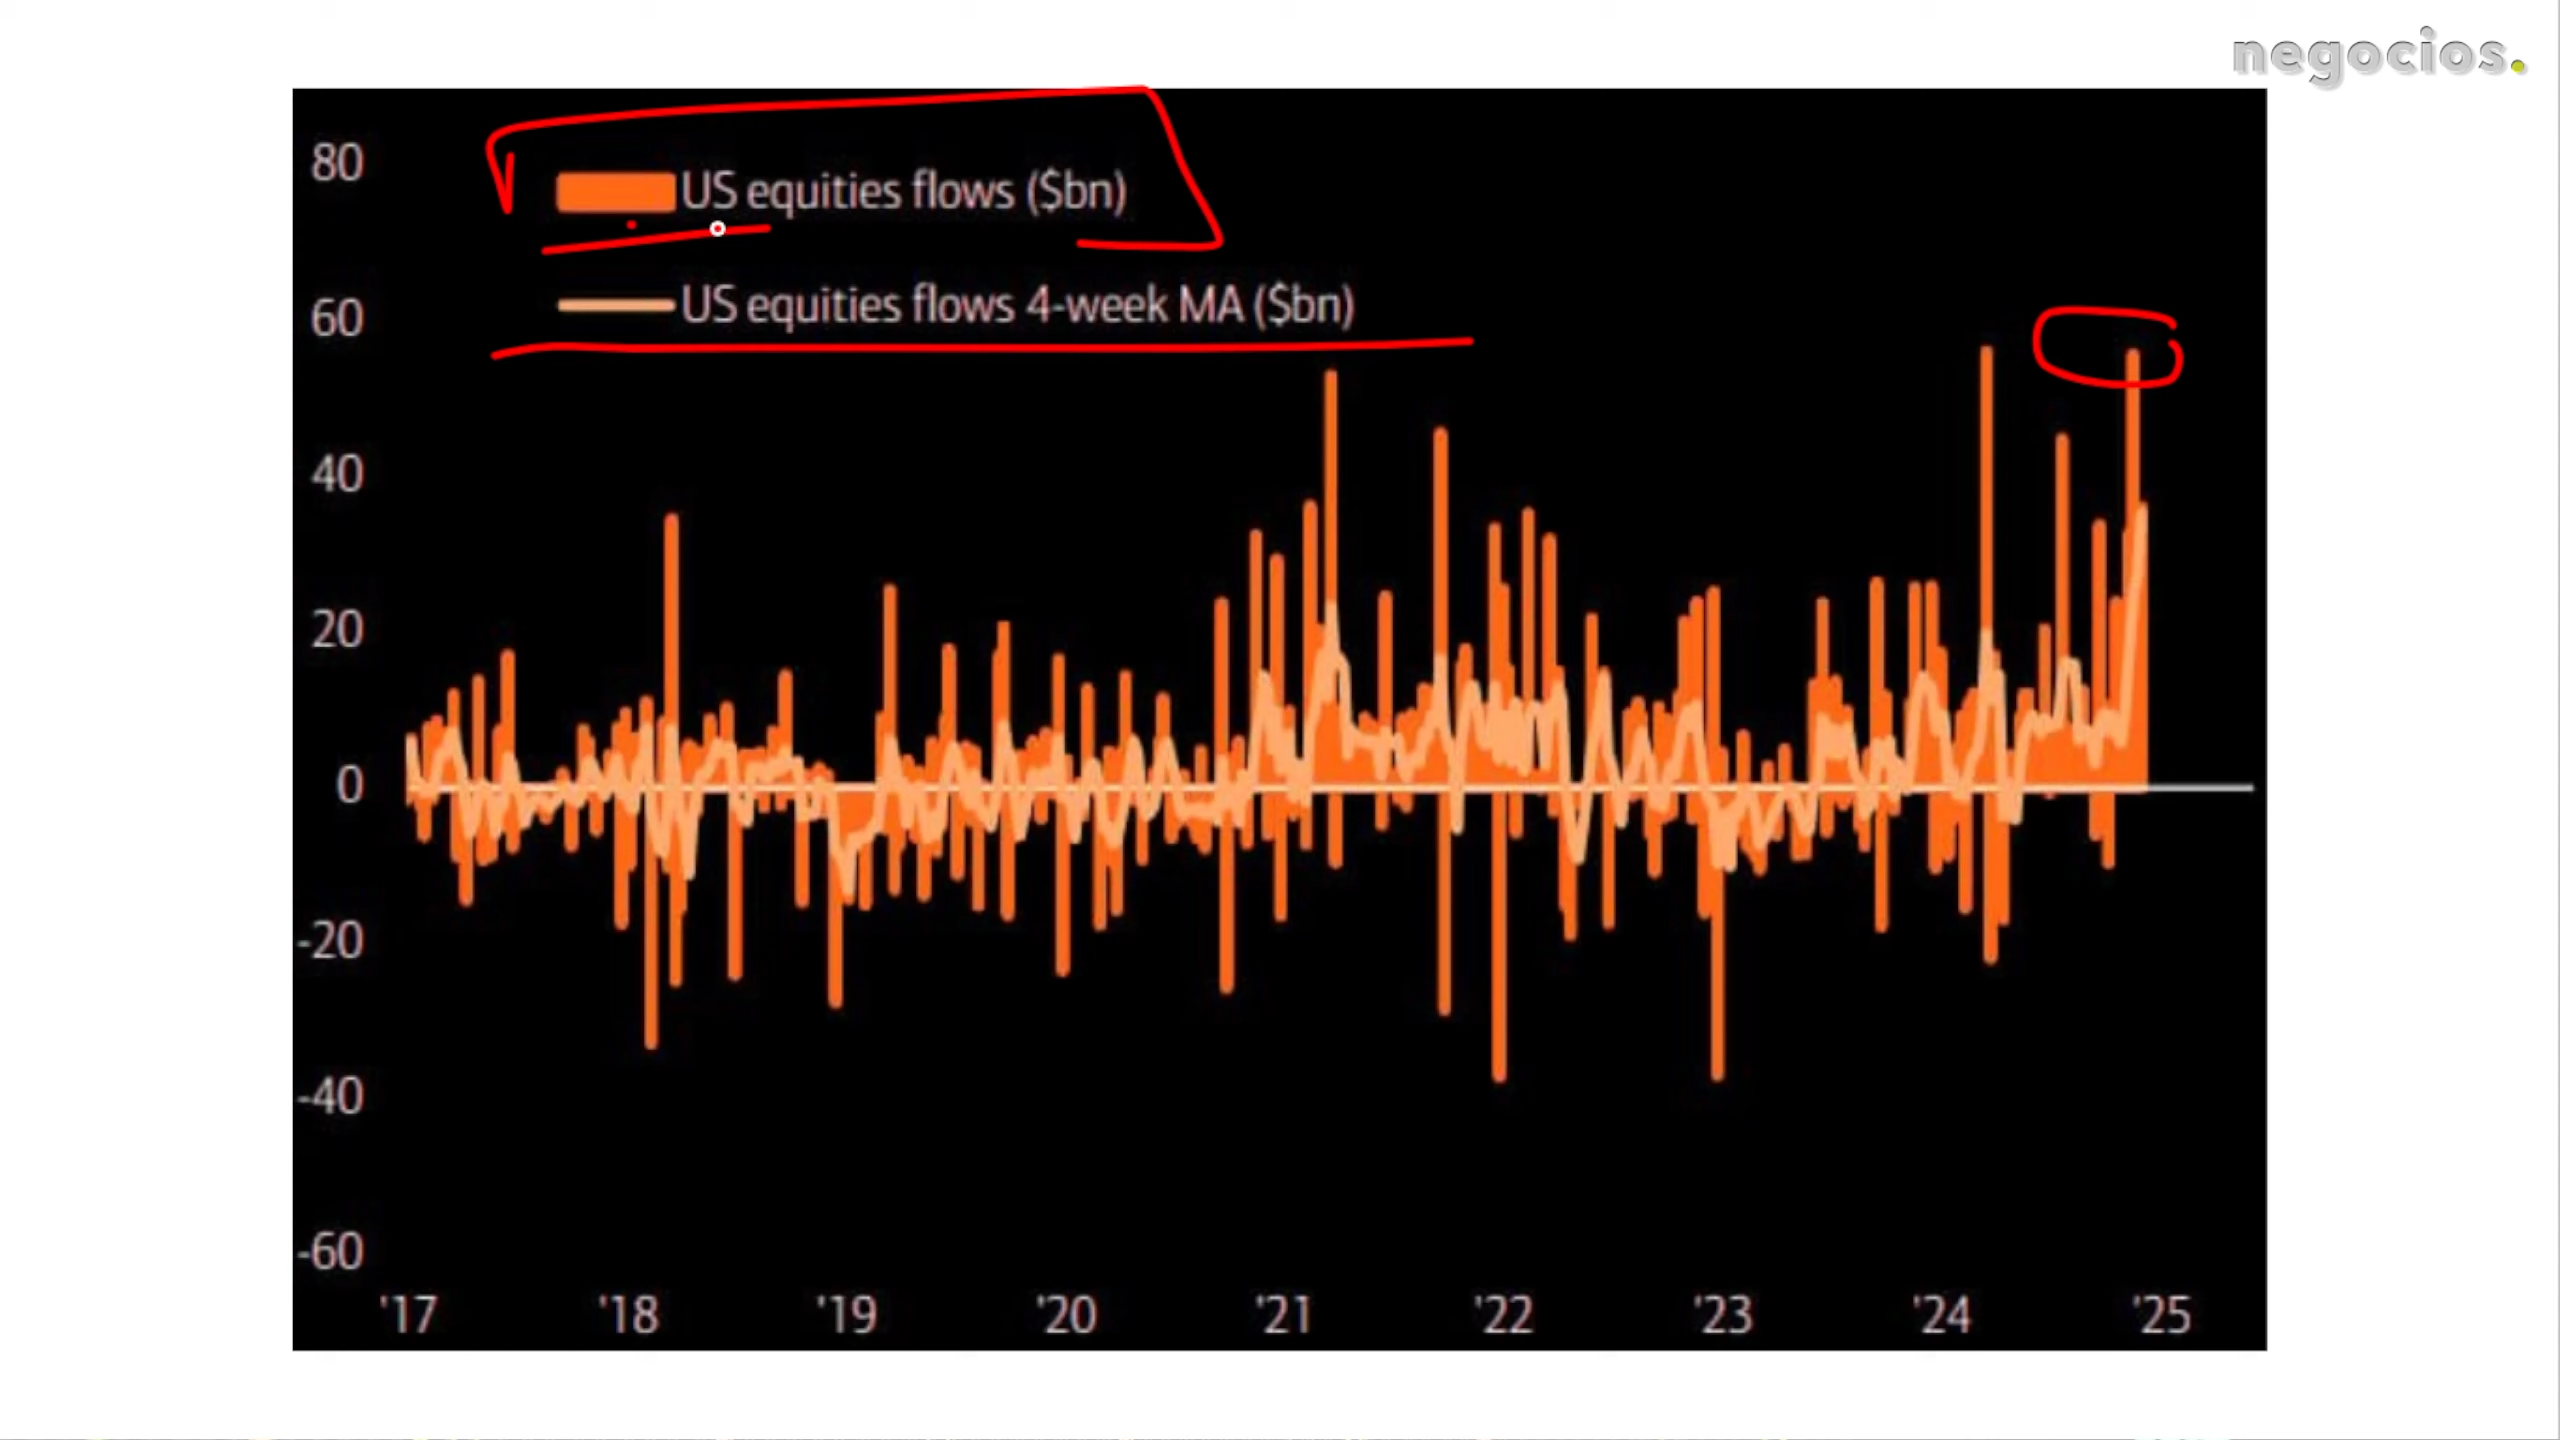 negocios.
80
US equities flows ($bn)
US equities flows 4-week MA ($bn)
60
40
20
0
-20
-40
-60
'17 '18 '19 '20 '21 '22 '23 '24 '25